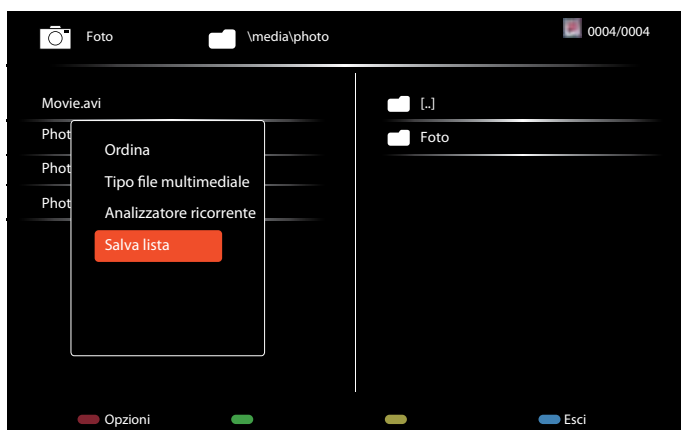 Foto
\media\photo
0004/0004
Movie.avi
Phot
Phot
Phot
Ordina
Tipo file multimediale
Analizzatore ricorrente
Salva lista
[..]
Foto
Opzioni
Esci